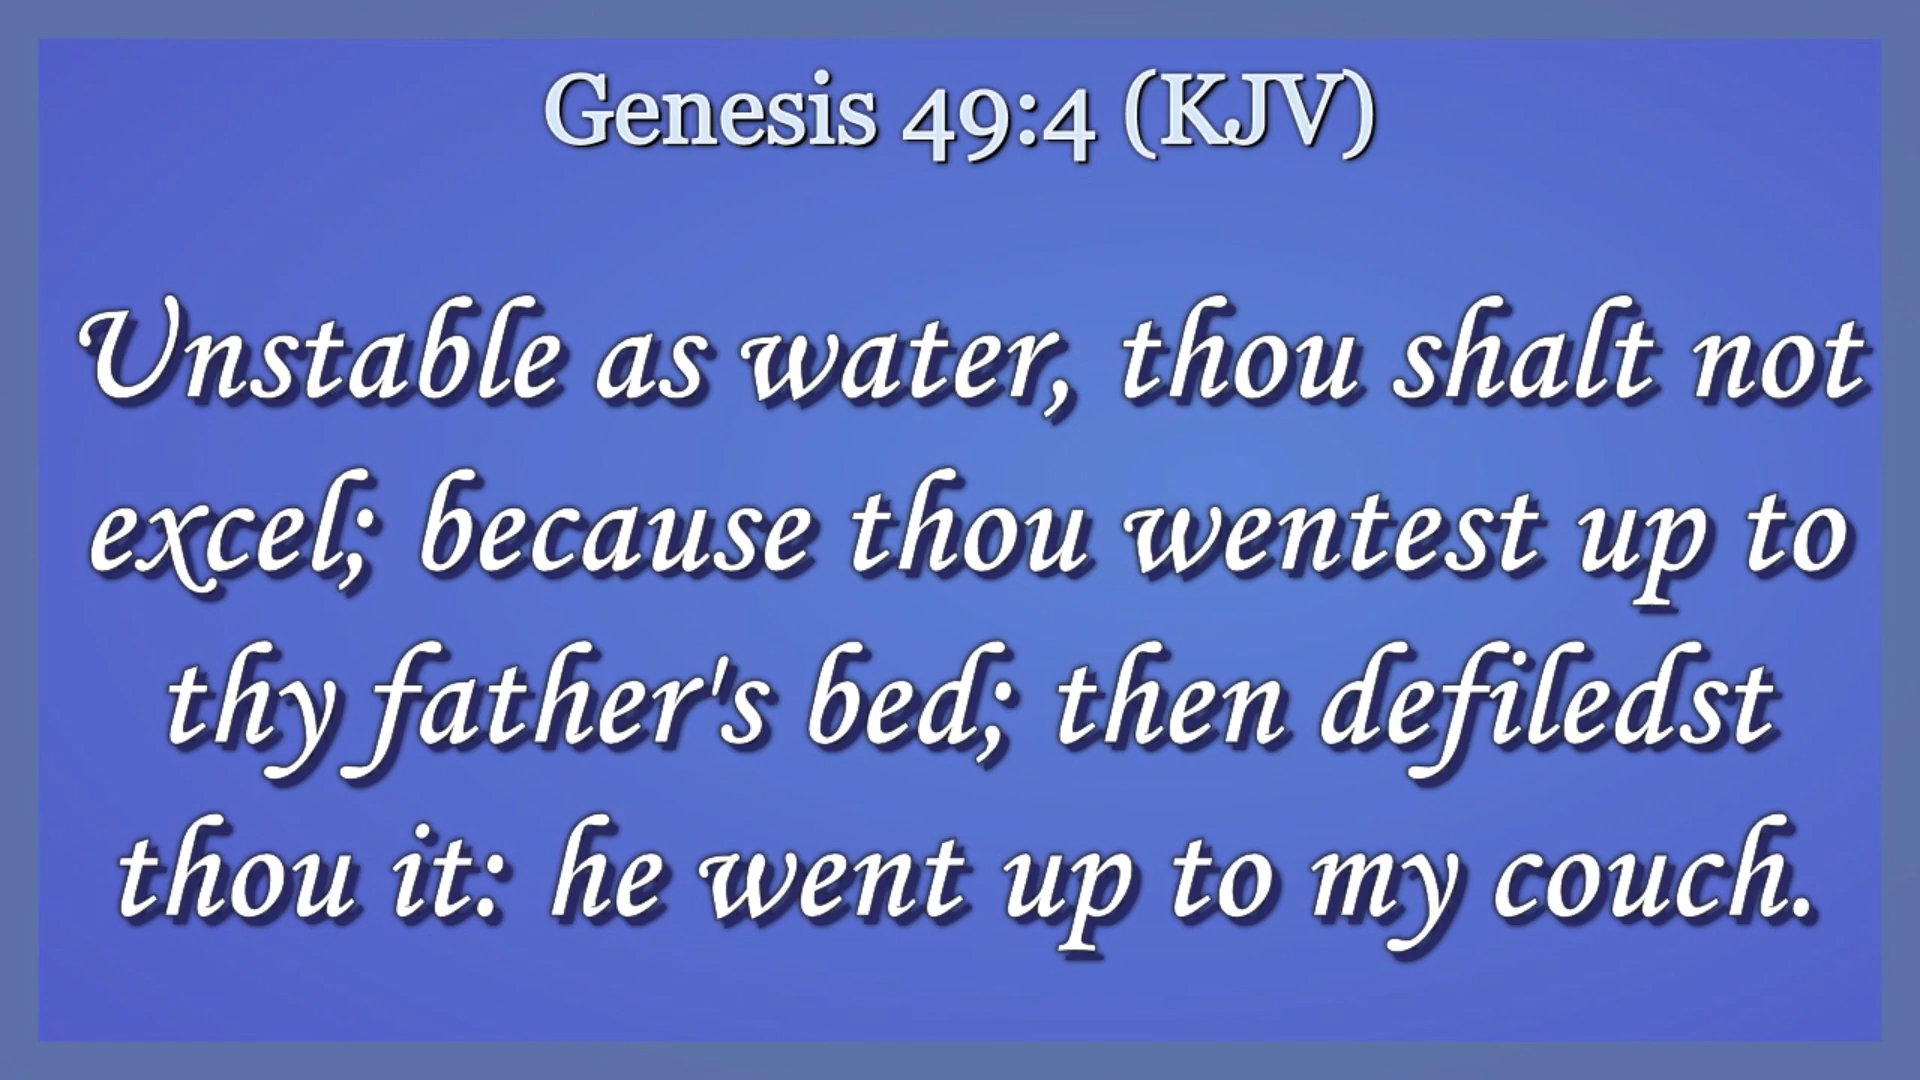 Genesis 49:4 (KJV)
Unstable as water, thou shalt not
excel; because thou wentest up to
thy father's bed; then defiledst
thou it: he went up to my couch.